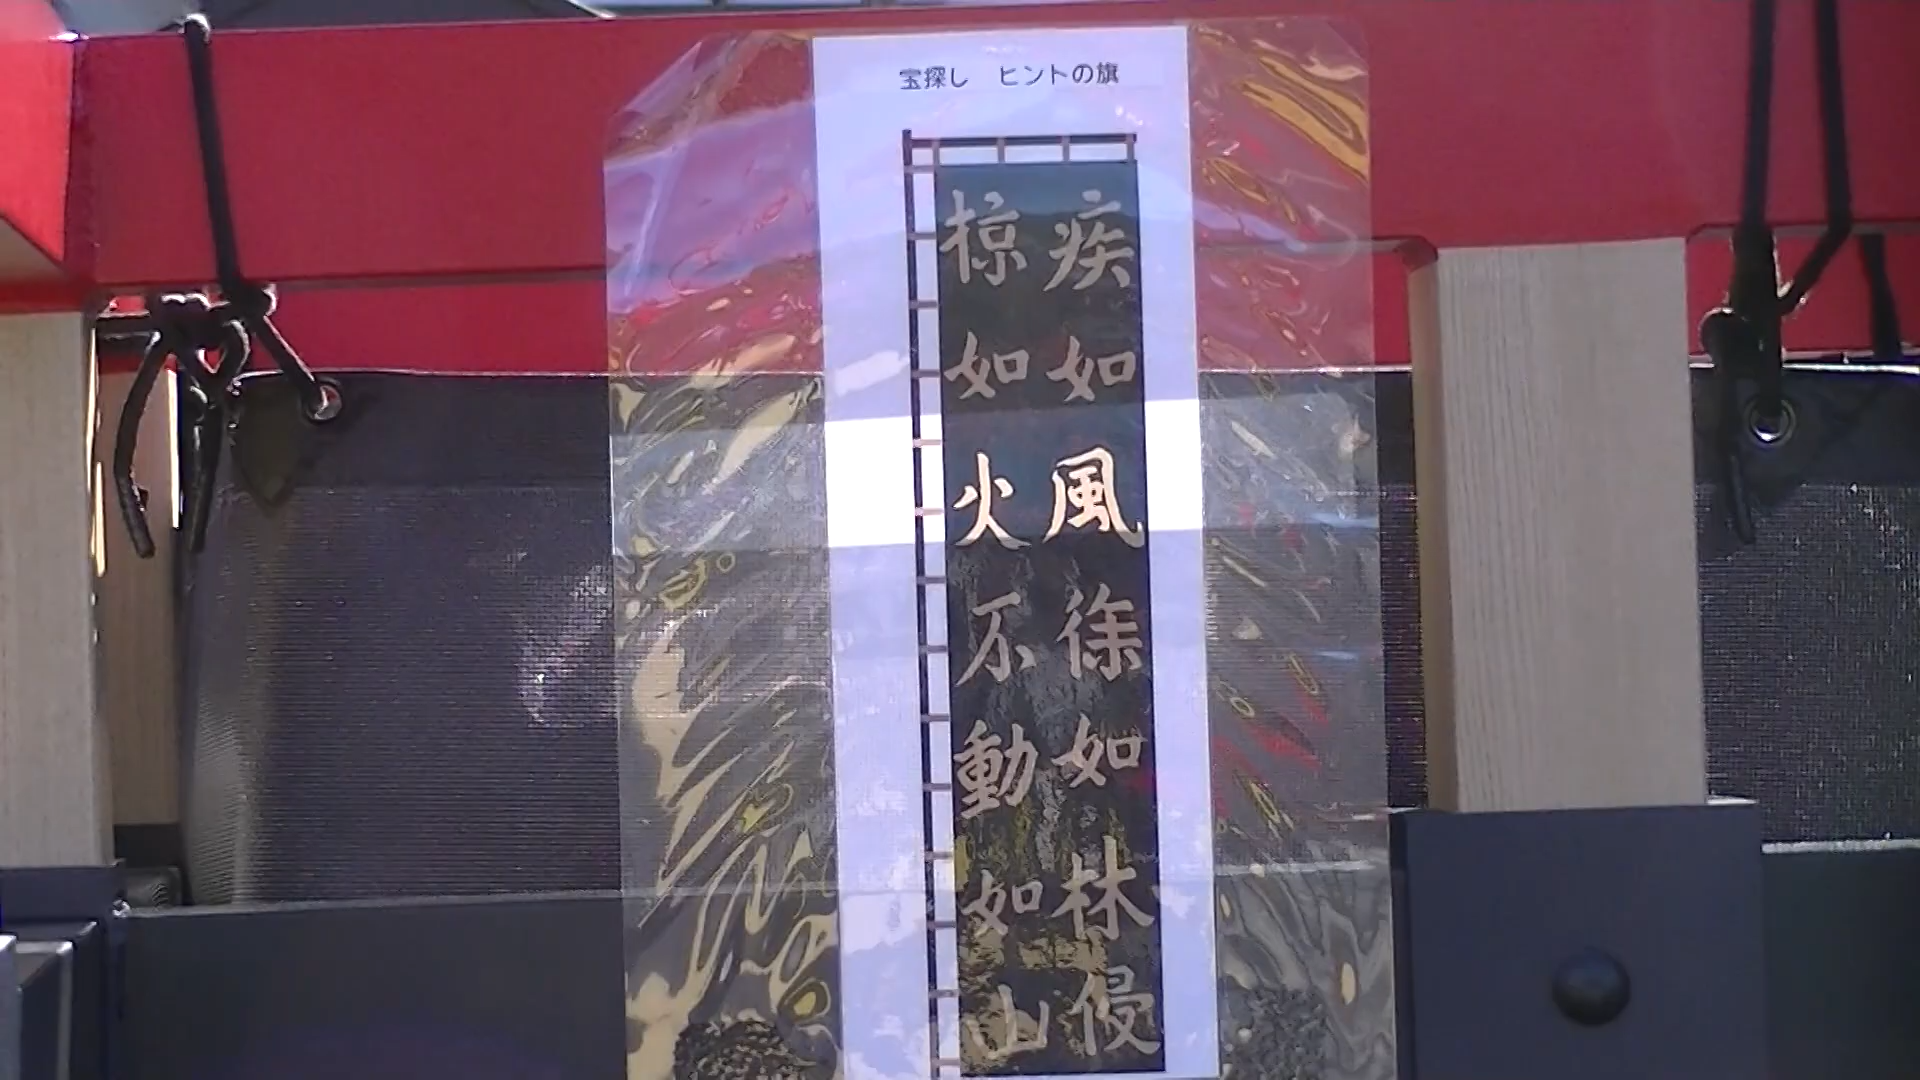 宝探し　ヒントの旗
疾如風徐如林侵
掠如火不動如山